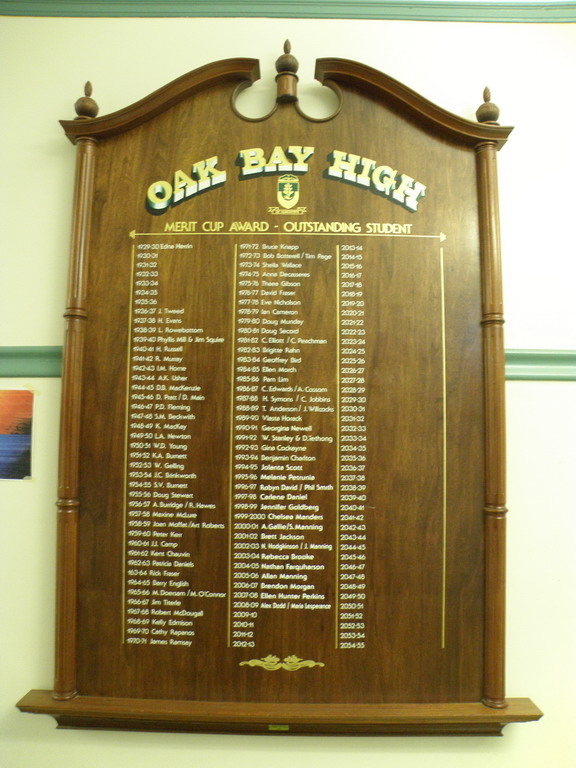 OAK BAY HIGH
MERIT CUP AWARD - OUTSTANDING STUDENT
1929-30 Edna Henin
1930-31
1931-32
1932-33
1933-34
1934-35
1935-36
1936-37 J. Tweed
1937-38 H. Evans
1938-39 L. Rowebottom
1939-40 Phyllis Mill & Jim Squire
1940-41 H. Russell
1941-42 R. Murray
1942-43 I.M. Horne
1943-44 A.K. Usher
1944-45 D.B. MacKenzie
1945-46 D. Pratt / D. Main
1946-47 P.D. Fleming
1947-48 S.M. Beckwith
1948-49 K. MacKay
1949-50 L.A. Newton
1950-51 W.D. Young
1951-52 K.A. Burnett
1952-53 W. Gelling
1953-54 J.C. Brinkworth
1954-55 S.V. Burnett
1955-56 Doug Stewart
1956-57 A. Burridge / R. Hawes
1957-58 Maxine McLure
1958-59 Joan Moffat / Art Roberts
1959-60 Peter Kerr
1960-61 J.J. Camp
1961-62 Kent Chauvin
1962-63 Patricia Daniels
163-64 Rick Fraser
1964-65 Barry English
1965-66 M. Doersam / M. O'Connor
1966-67 Jim Titerle
1967-68 Robert McDougall
1968-69 Kelly Edmison
1969-70 Cathy Rapanos
1970-71 James Ramsey
1971-72 Bruce Knapp
1972-73 Bob Botswell / Tim Page
1973-74 Sheila Wallace
1974-75 Anne
1975-76 Gibson
1976-77 David Fraser
1977-78 Eve Nicholson
1978-79 Ian Cameron
1979-80 Doug Munday
1980-81 Doug Secord
1981-82 C. Elliott / C. Peachman
1982-83 Brigitte Rahn
1983-84 Geoffrey Bird
1984-85 Ellen Morch
1985-86 Pam Lim
1986-87 C. Edwards / A. Cossom
1987-88 H. Symons / C. Jobbins
1988-89 T. Anderson / J. Willcocks
1989-90 Vlasta Horack
1990-91 Georgina Newell
1991-92 W. Stanley & D. Sethong
1992-93 Gina Cockayne
1993-94 Benjamin Charlton
1994-95 Jolanta Scott
1995-96 Melanie Petrunia
1996-97 Robyn David / Phil Smith
1997-98 Carlene Daniel
1998-99 Jennifer Goldberg
1999-2000 Chelsea Manders
2000-01 A. Gallie / S. Manning
2001-02 Brett Jackson
2002-03 N. Hodgkinson / J. Manning
2003-04 Rebecca Brooke
2004-05 Nathan Farquharson
2005-06 Allan Manning
2006-07 Brendon Morgan
2007-08 Ellen Hunter Perkins
2008-09 Alex Dodd / Maria Lesperance
2009-10
2010-11
2011-12
2012-13
2013-14
2014-15
2015-16
2016-17
2017-18
2018-19
2019-20
2020-21
2021-22
2022-23
2023-24
2024-25
2025-26
2026-27
2027-28
2028-29
2029-30
2030-31
2031-32
2032-33
2033-34
2034-35
2035-36
2036-37
2037-38
2038-39
2039-40
2040-41
2041-42
2042-43
2043-44
2044-45
2045-46
2046-47
2047-48
2048-49
2049-50
2050-51
2051-52
2052-53
2053-54
2054-55